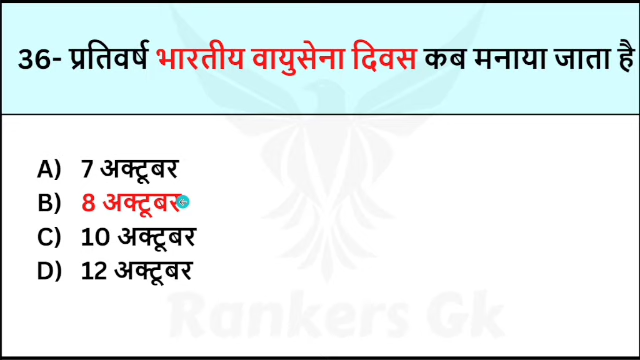 36- प्रतिवर्ष भारतीय वायुसेना दिवस कब मनाया जाता है
A) 7 अक्टूबर
B) 8 अक्टूबर
C) 10 अक्टूबर
D) 12 अक्टूबर
Rankers Gk